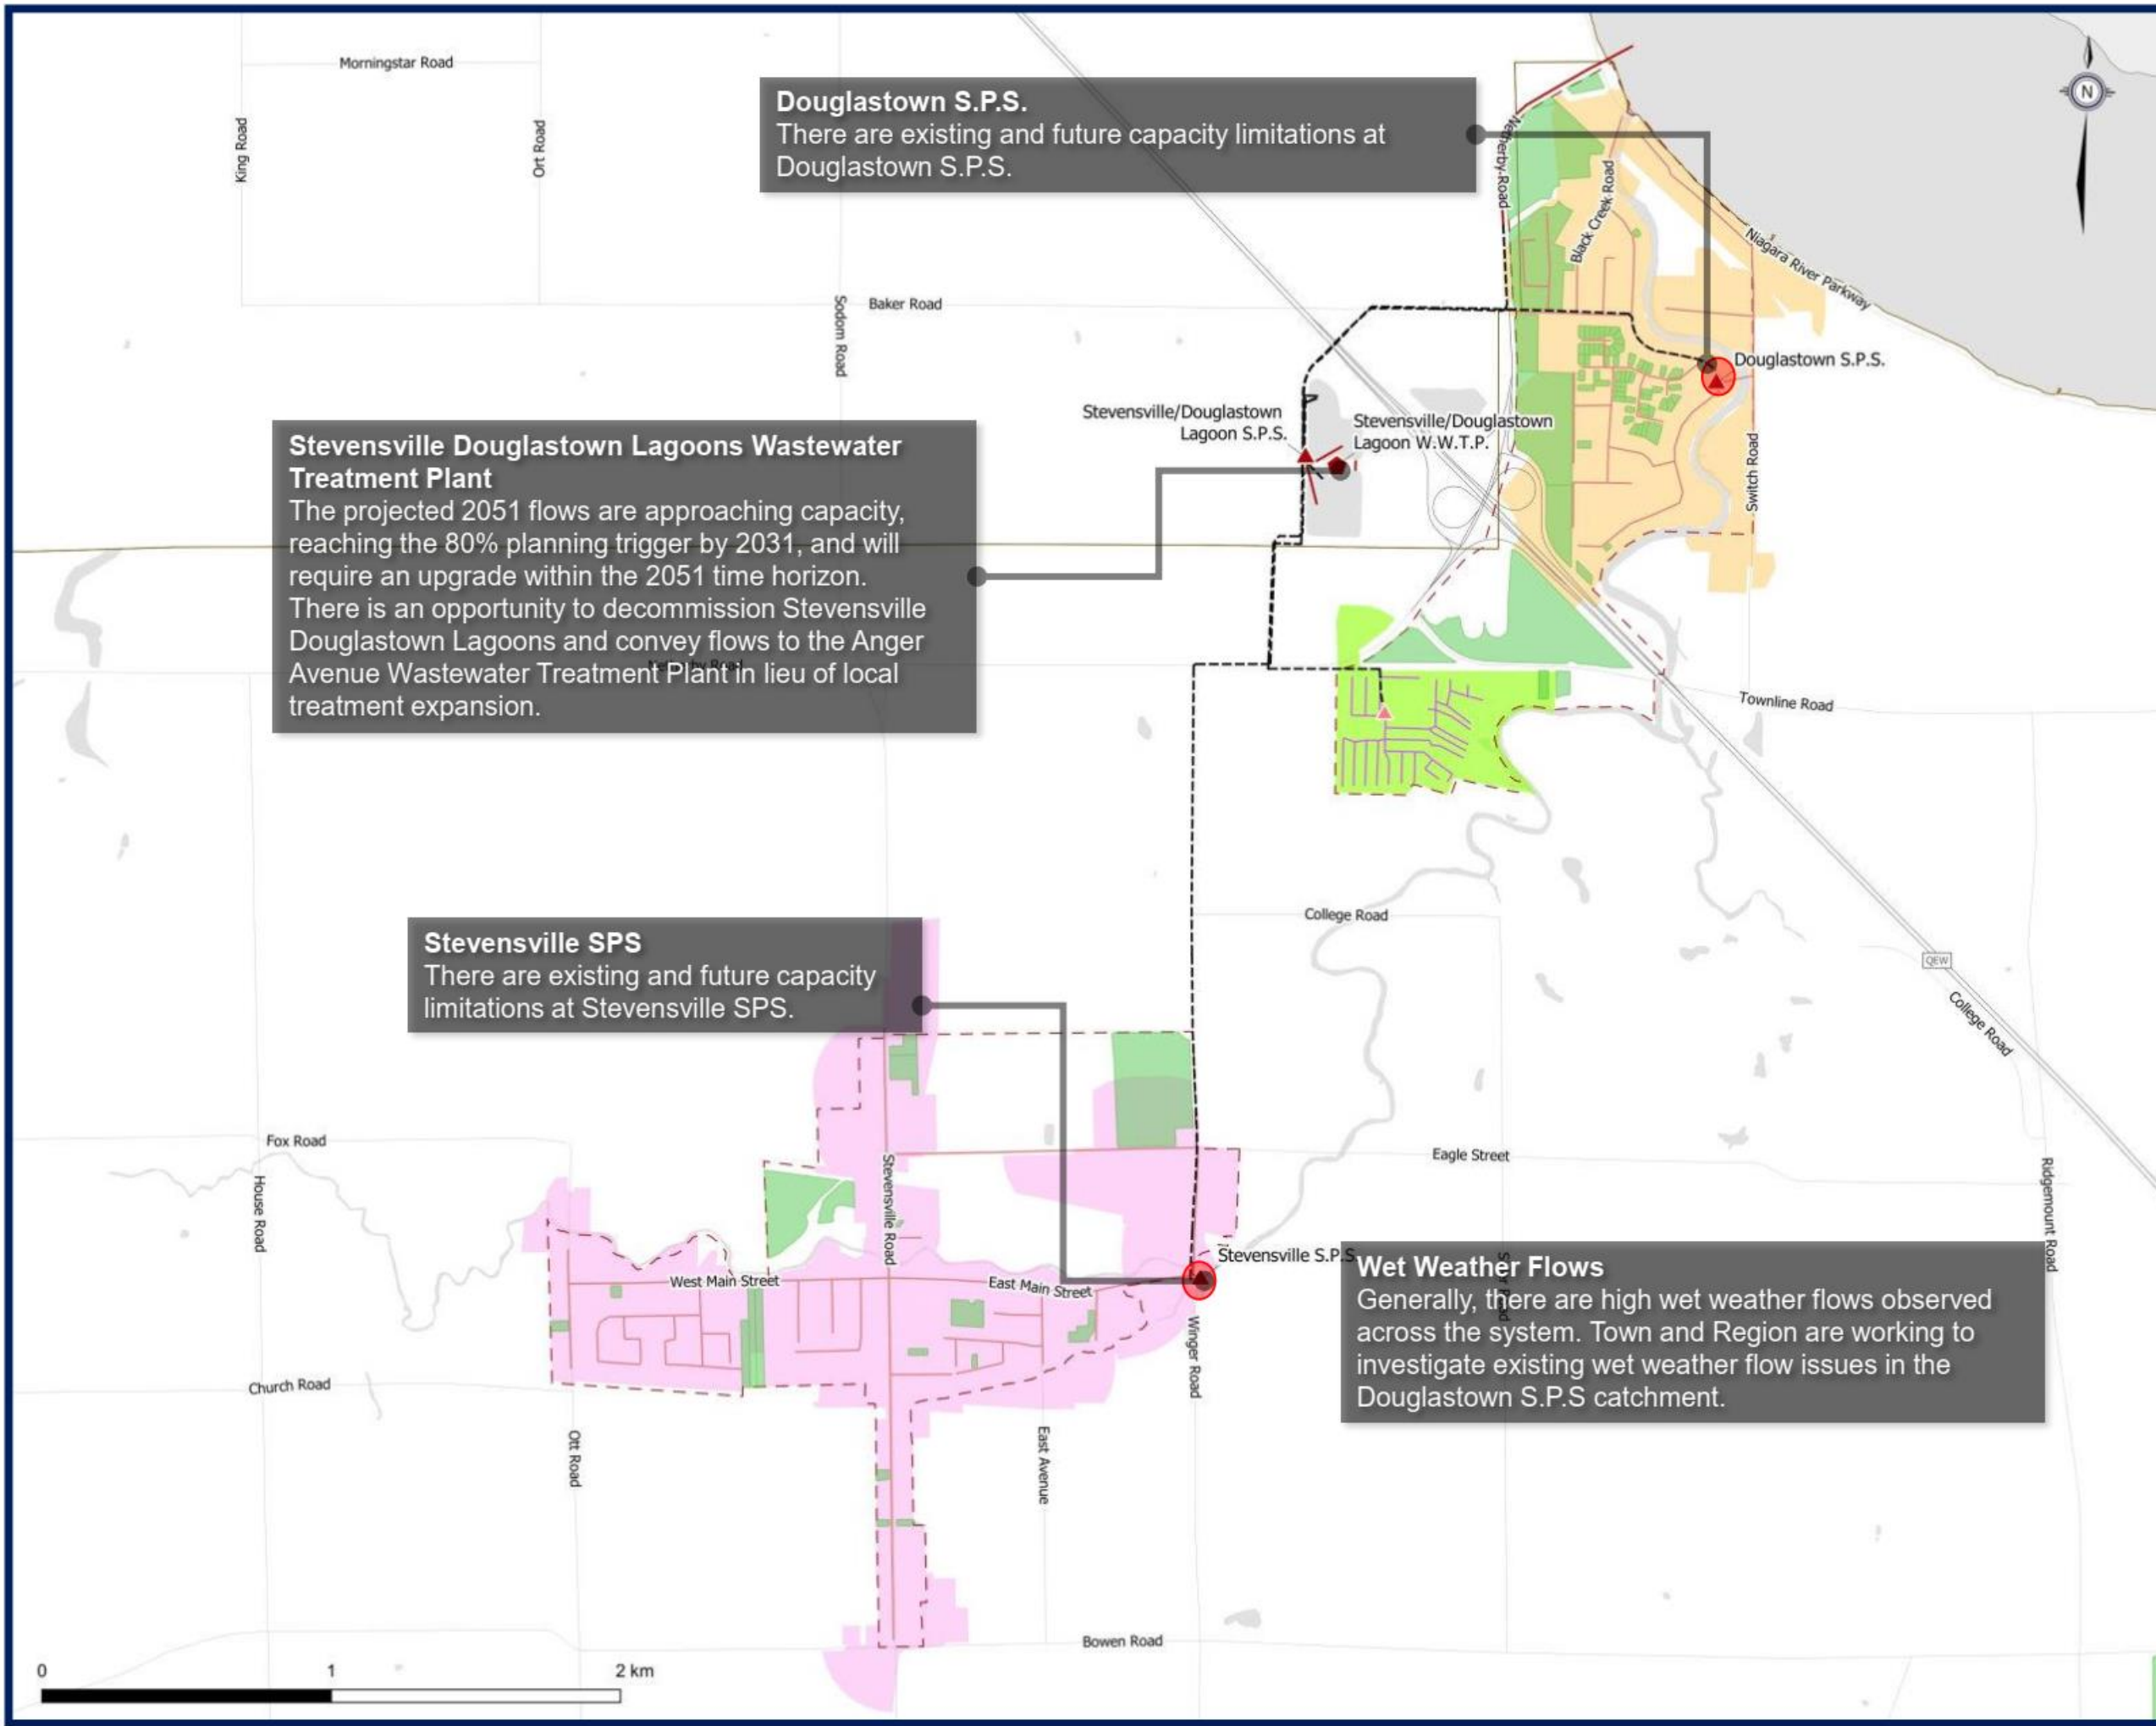 Morningstar Road
King Road
Ort Road
N
Douglastown S.P.S.
There are existing and future capacity limitations at
Douglastown S.P.S.
Netherby Road
Black Creek Road
Niagara River Parkway
Sodom Road
Baker Road
Douglastown S.P.S.
Stevensville/Douglastown
Lagoon S.P.S.
Stevensville/Douglastown
Lagoon W.W.T.P.
Switch Road
Stevensville Douglastown Lagoons Wastewater
Treatment Plant
The projected 2051 flows are approaching capacity,
reaching the 80% planning trigger by 2031, and will
require an upgrade within the 2051 time horizon.
There is an opportunity to decommission Stevensville
Douglastown Lagoons and convey flows to the Anger
Avenue Wastewater Treatment Plant in lieu of local
treatment expansion.
Netherby Road
Townline Road
College Road
QEW
College Road
Stevensville SPS
There are existing and future capacity
limitations at Stevensville SPS.
Fox Road
House Road
Stevensville Road
Eagle Street
Ridgemount Road
West Main Street
East Main Street
Stevensville S.P.S.
Winger Road
Wet Weather Flows
Generally, there are high wet weather flows observed
across the system. Town and Region are working to
investigate existing wet weather flow issues in the
Douglastown S.P.S catchment.
Church Road
Ott Road
East Avenue
Bowen Road
0 1 2 km